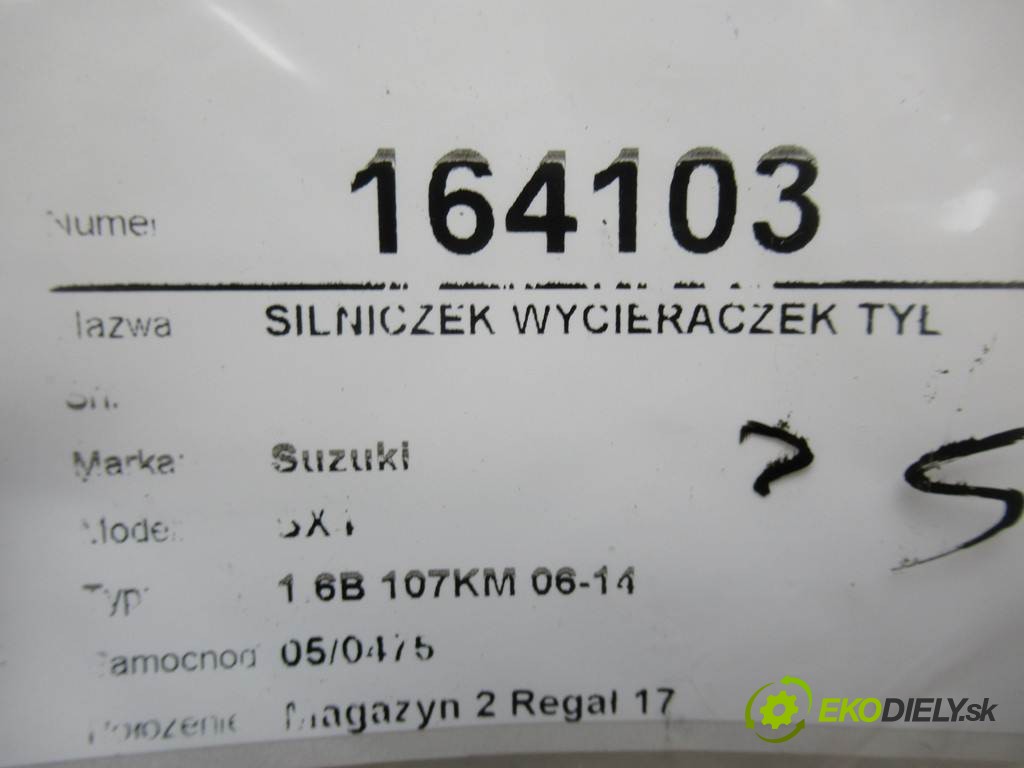 Numer 164103
Nazwa SILNICZEK WYCIERACZEK TYŁ
Marka: Suzuki
Model: SX4
Typ: 1.6B 107KM 06-14
Samochód 05/0475
Położenie Magazyn 2 Regał 17
S
EKODIELY.sk